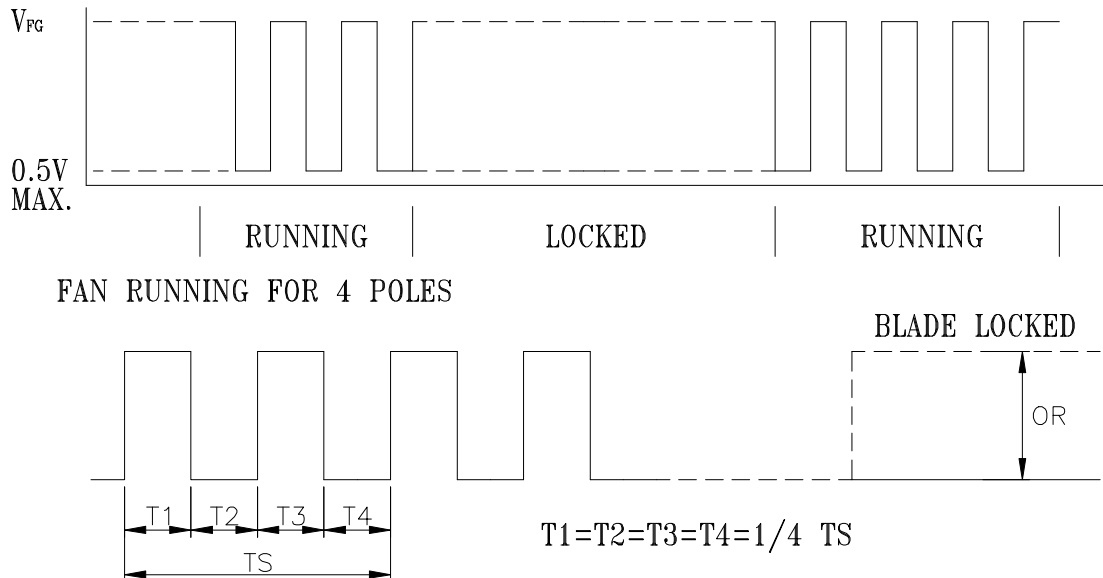 VFG
0.5V
MAX.
RUNNING LOCKED RUNNING
FAN RUNNING FOR 4 POLES
BLADE LOCKED
OR
T1 T2 T3 T4
T1=T2=T3=T4=1/4 TS
TS